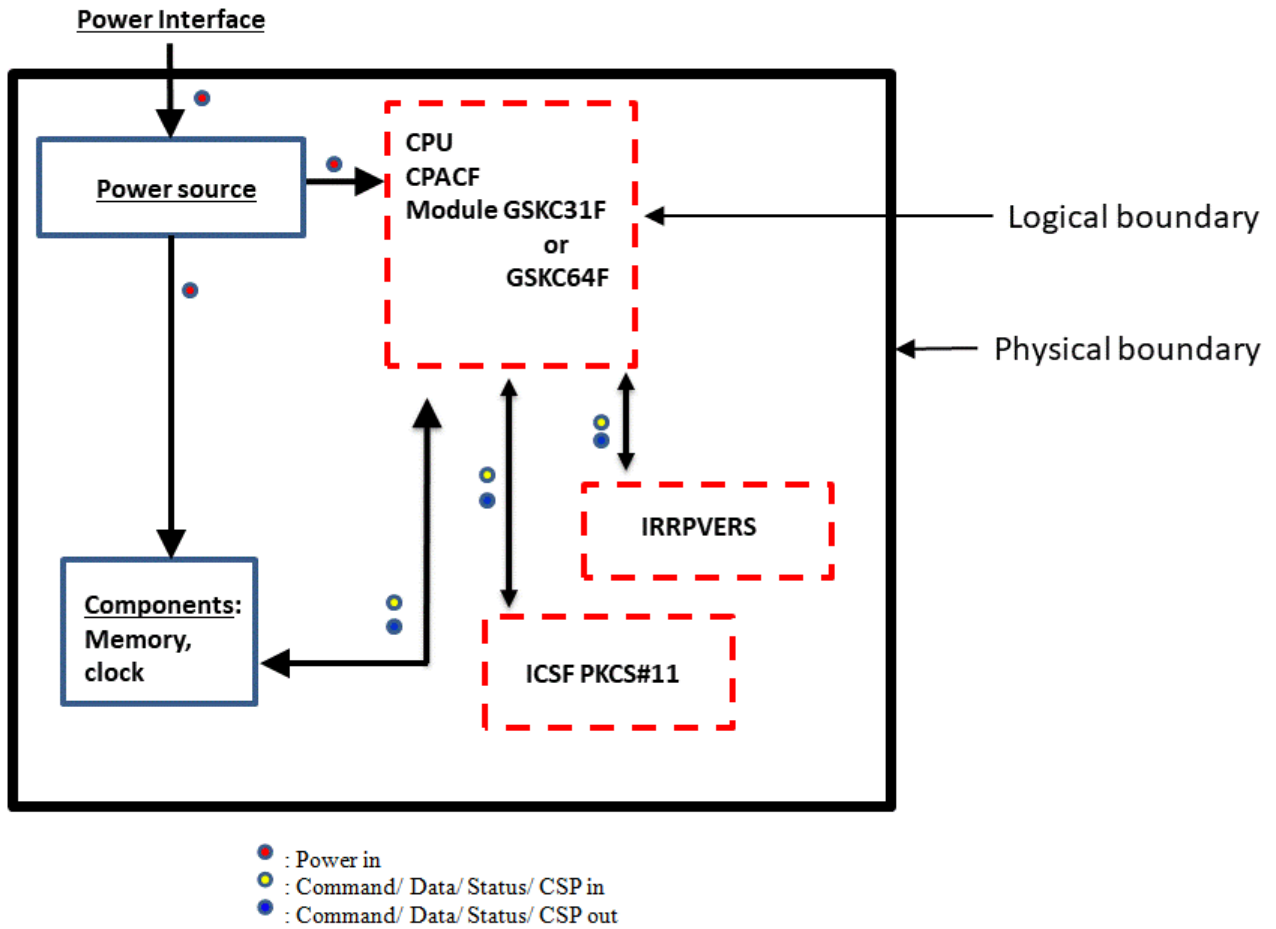 Power Interface
Power source
CPU
CPACF
Module GSKC31F
or
GSKC64F
Logical boundary
Physical boundary
IRRPVERS
Components:
Memory,
clock
ICSF PKCS#11
: Power in
: Command/ Data/ Status/ CSP in
: Command/ Data/ Status/ CSP out